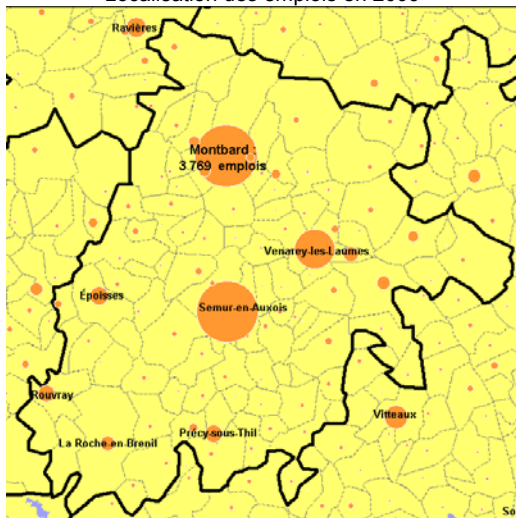 Ravières
Montbard :
3 769 emplois
Venarey-les-Laumes
Époisses
Semur-en-Auxois
Rouvray
Vitteaux
La Roche-en-Brenil
Précy-sous-Thil
So